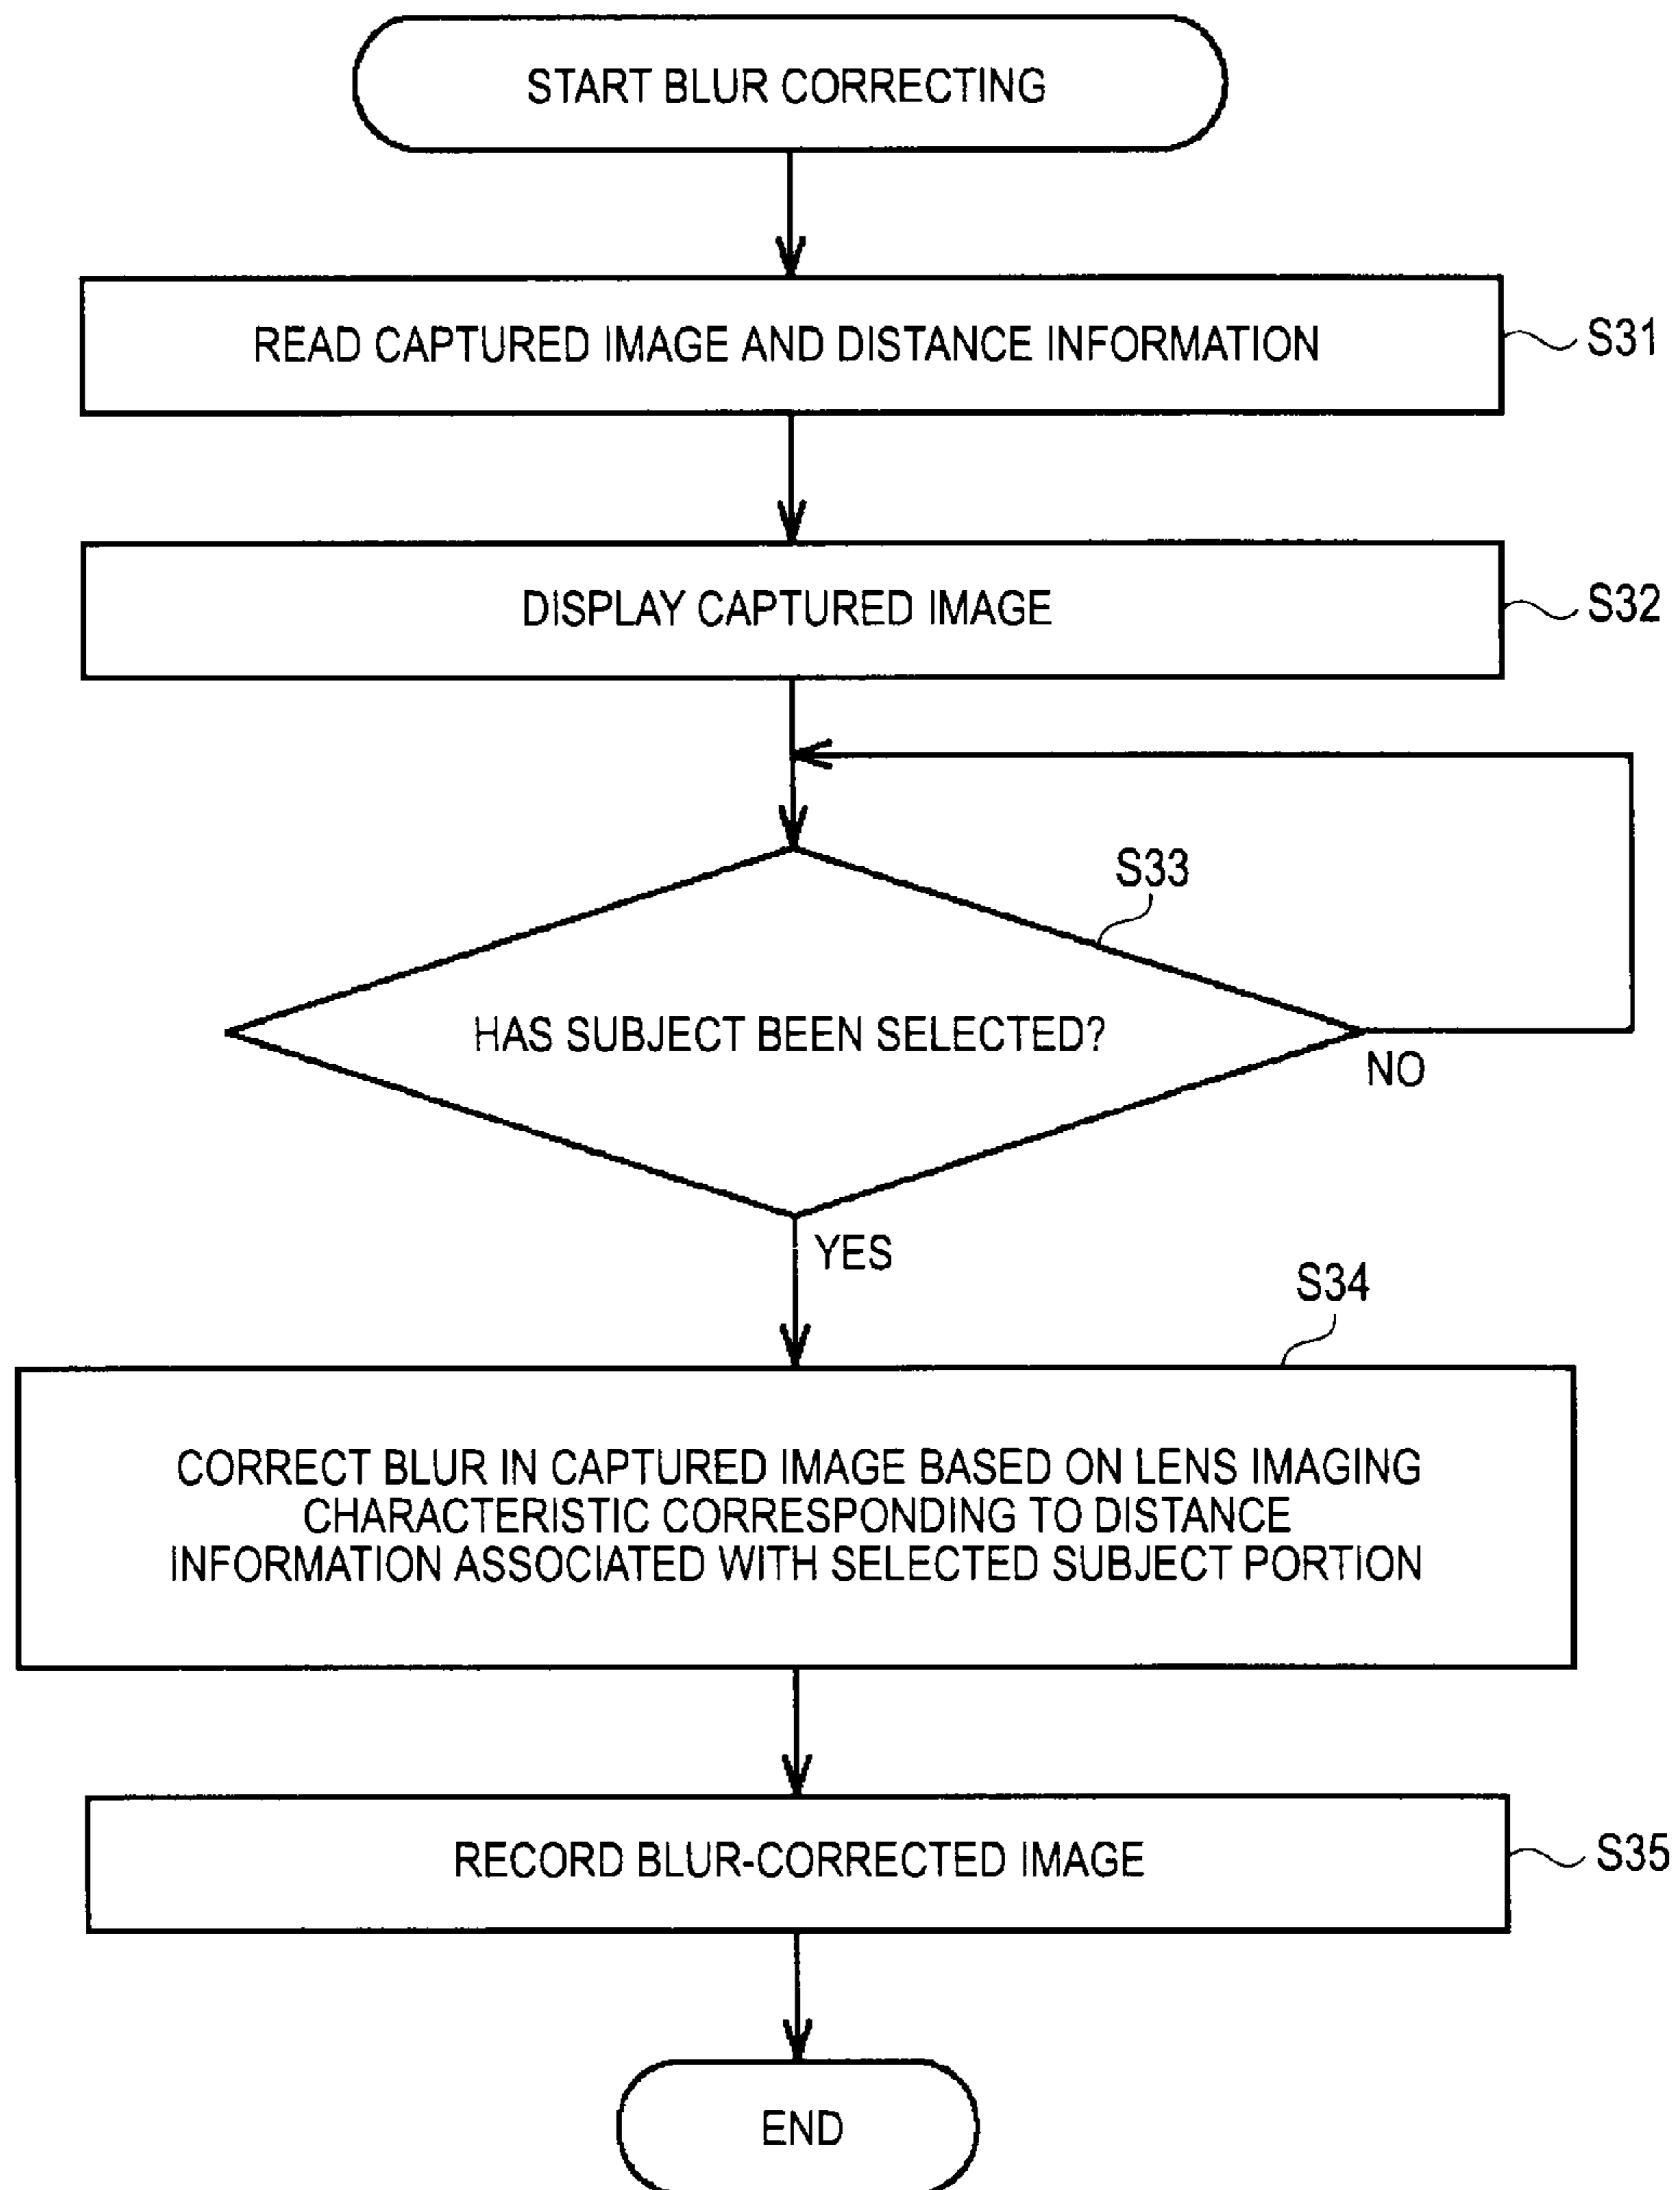 START BLUR CORRECTING
READ CAPTURED IMAGE AND DISTANCE INFORMATION
S31
DISPLAY CAPTURED IMAGE
S32
S33
HAS SUBJECT BEEN SELECTED?
NO
YES
S34
CORRECT BLUR IN CAPTURED IMAGE BASED ON LENS IMAGING
CHARACTERISTIC CORRESPONDING TO DISTANCE
INFORMATION ASSOCIATED WITH SELECTED SUBJECT PORTION
RECORD BLUR-CORRECTED IMAGE
S35
END